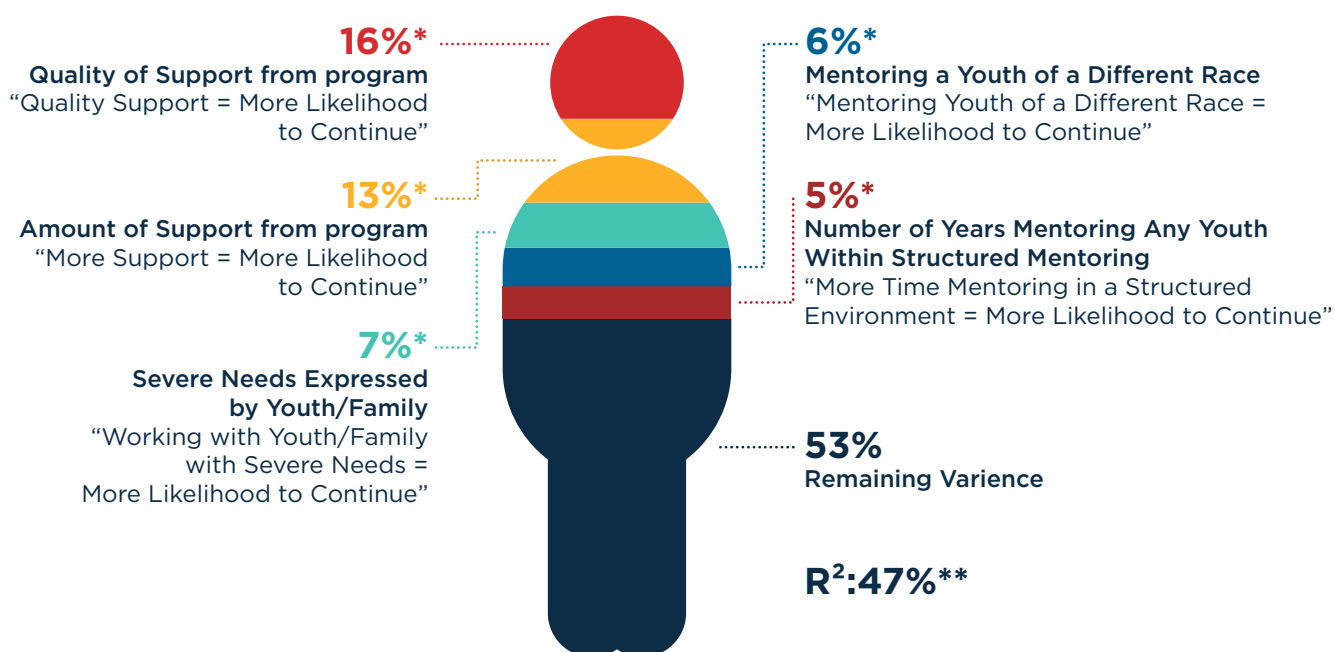 16%*
Quality of Support from program
“Quality Support = More Likelihood
to Continue”
13%*
Amount of Support from program
“More Support = More Likelihood
to Continue”
7%*
Severe Needs Expressed
by Youth/Family
“Working with Youth/Family
with Severe Needs =
More Likelihood to Continue”
6%*
Mentoring a Youth of a Different Race
“Mentoring Youth of a Different Race =
More Likelihood to Continue”
5%*
Number of Years Mentoring Any Youth
Within Structured Mentoring
“More Time Mentoring in a Structured
Environment = More Likelihood to Continue”
53%
Remaining Varience
R²:47%**